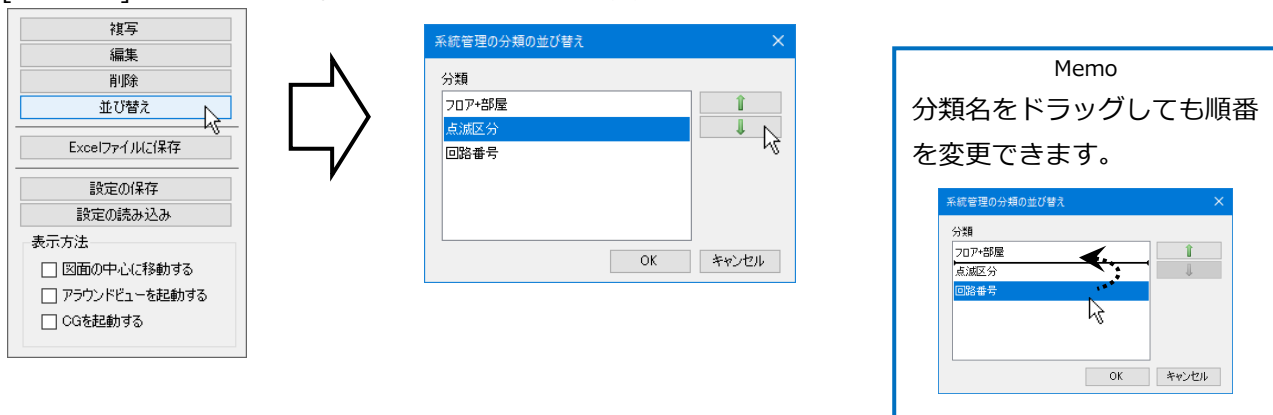 複写
編集
削除
並び替え
Excelファイルに保存
設定の保存
設定の読み込み
表示方法
図面の中心に移動する
アラウンドビューを起動する
CGを起動する
系統管理の分類の並び替え
分類
フロア+部屋
点滅区分
回路番号
OK キャンセル
Memo
分類名をドラッグしても順番
を変更できます。
系統管理の分類の並び替え
分類
フロア+部屋
点滅区分
回路番号
OK キャンセル